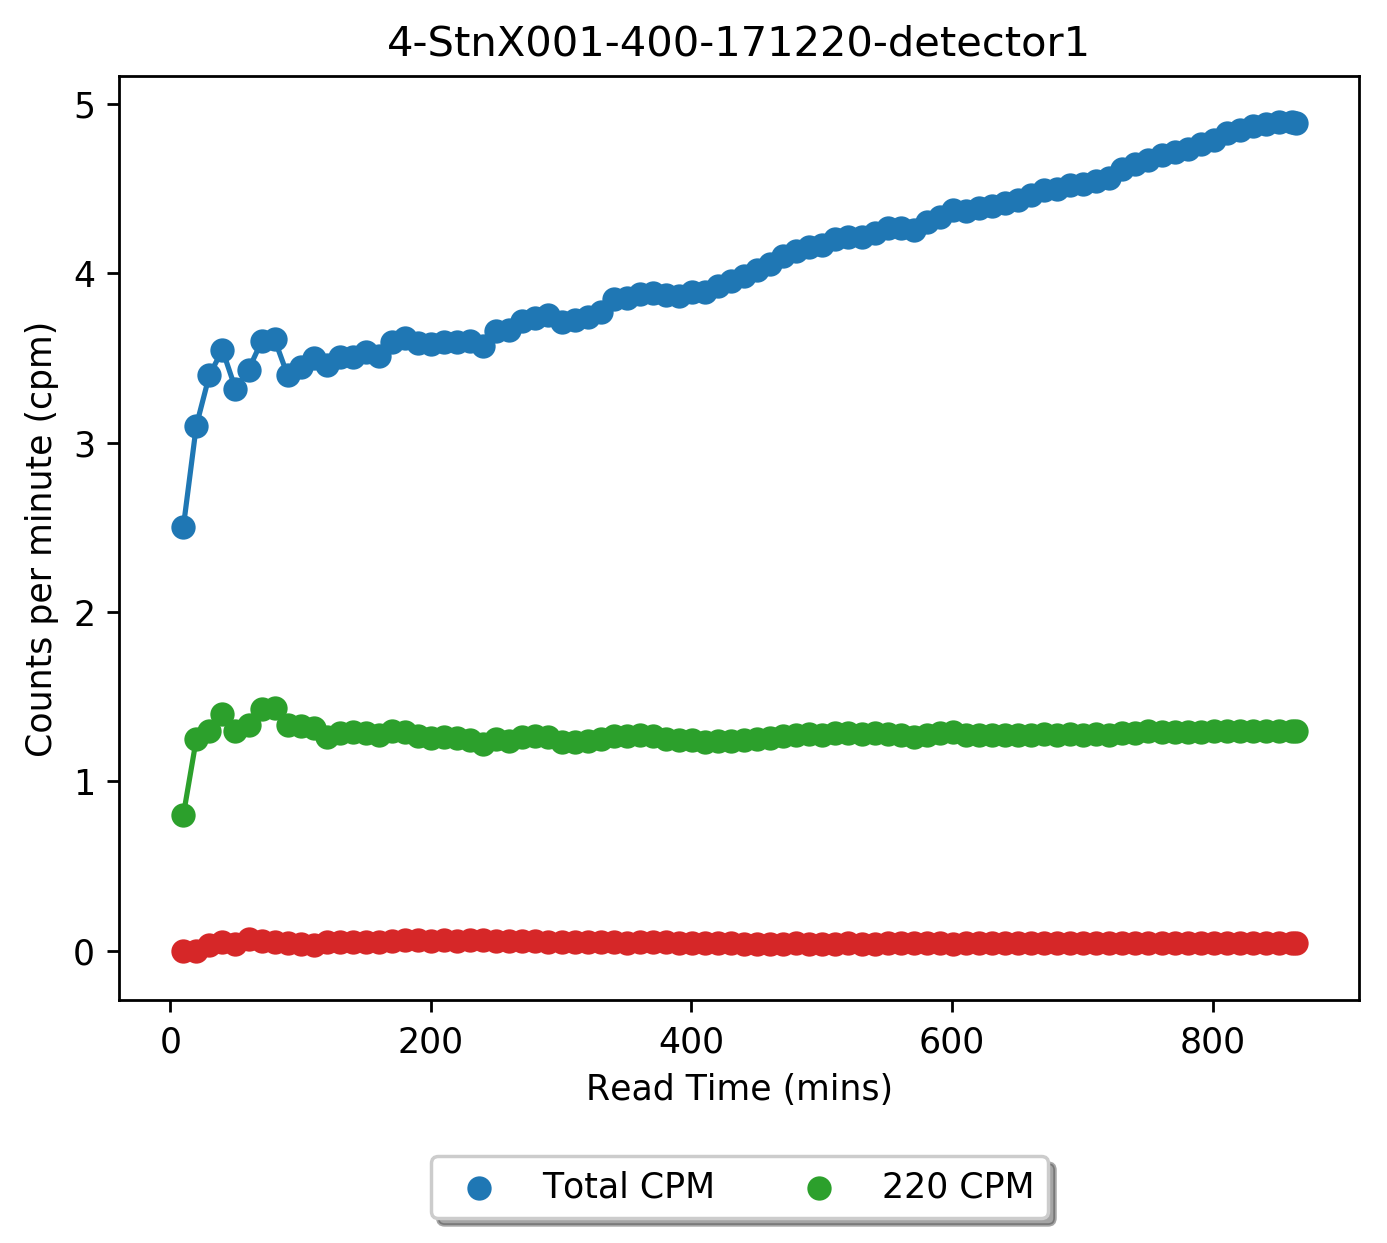 4-StnX001-400-171220-detector1
5
4
3
2
1
0
Counts per minute (cpm)
0 200 400 600 800
Read Time (mins)
Total CPM 220 CPM